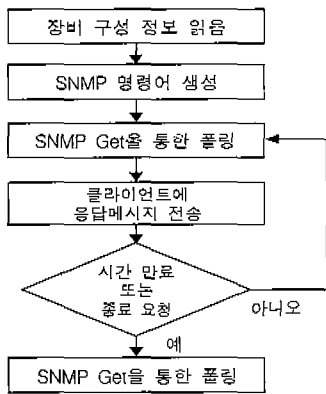 장비 구성 정보 읽음
SNMP 명령어 생성
SNMP Get을 통한 폴링
클라이언트에
응답메시지 전송
시간 만료
또는
종료 요청
아니오
예
SNMP Get을 통한 폴링